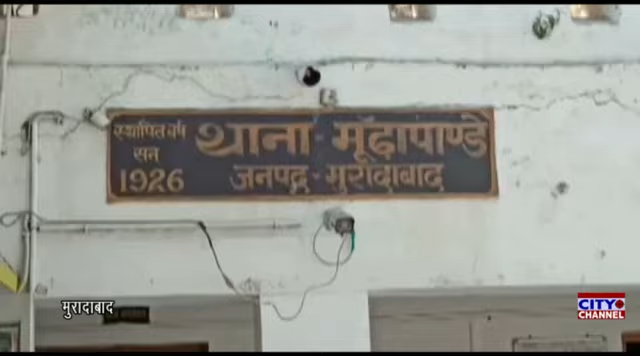 स्थापित वर्ष
सन
1926
थाना - मूढापाण्डे
जनपद - मुरादाबाद
मुरादाबाद
CITY
CHANNEL